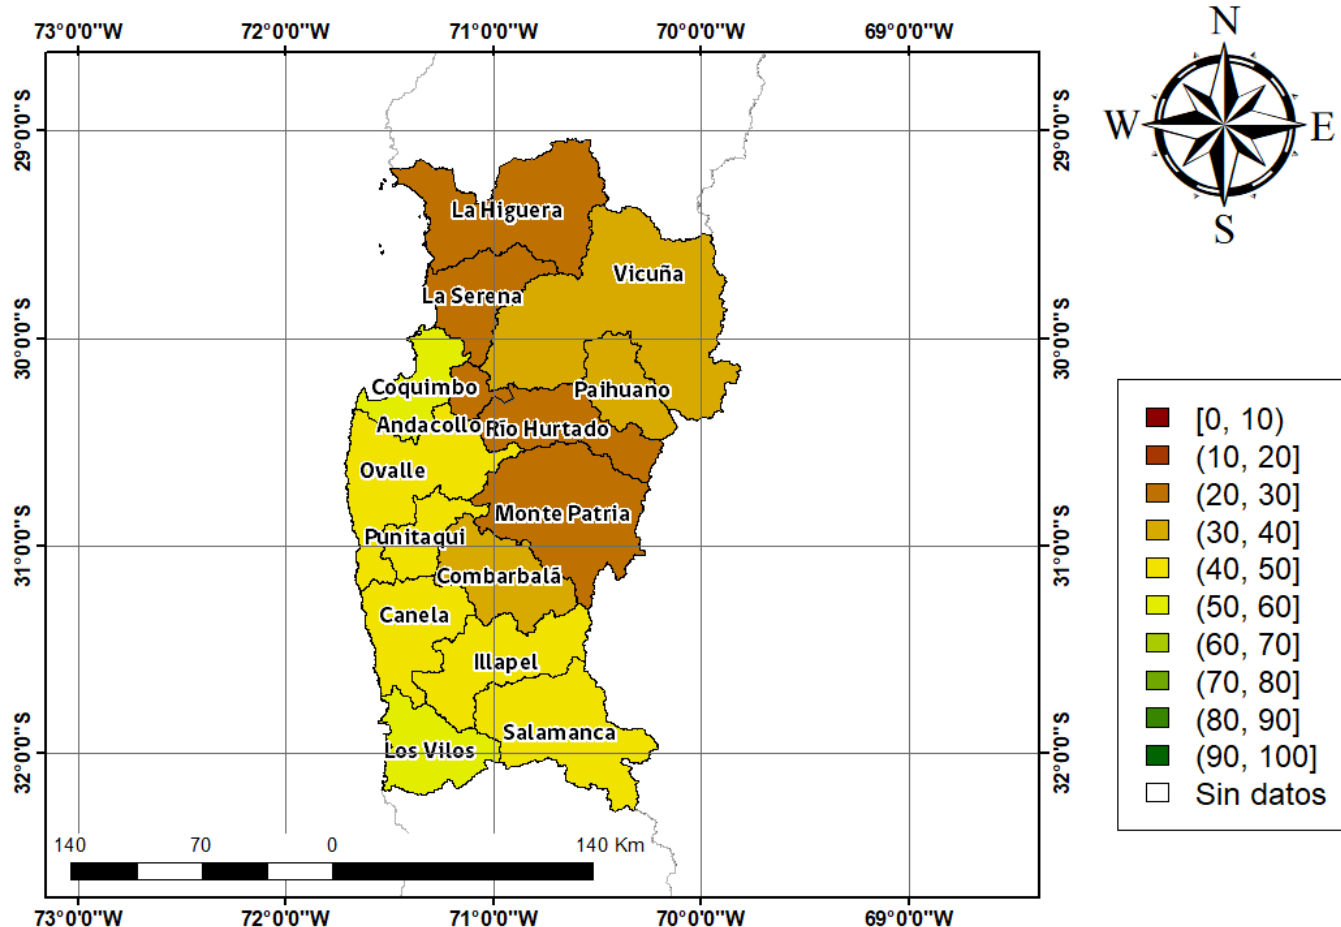 73°0'0"W 72°0'0"W 71°0'0"W 70°0'0"W 69°0'0"W
N
W E
S
29°0'0"S 29°0'0"S
30°0'0"S 30°0'0"S
31°0'0"S 31°0'0"S
32°0'0"S 32°0'0"S
La Higuera
Vicuña
La Serena
Coquimbo
Paihuano
Andacollo
Río Hurtado
Ovalle
Monte Patria
Punitaqui
Combarbalá
Canela
Illapel
Salamanca
Los Vilos
[0, 10)
(10, 20]
(20, 30]
(30, 40]
(40, 50]
(50, 60]
(60, 70]
(70, 80]
(80, 90]
(90, 100]
Sin datos
140 70 0 140 Km
73°0'0"W 72°0'0"W 71°0'0"W 70°0'0"W 69°0'0"W